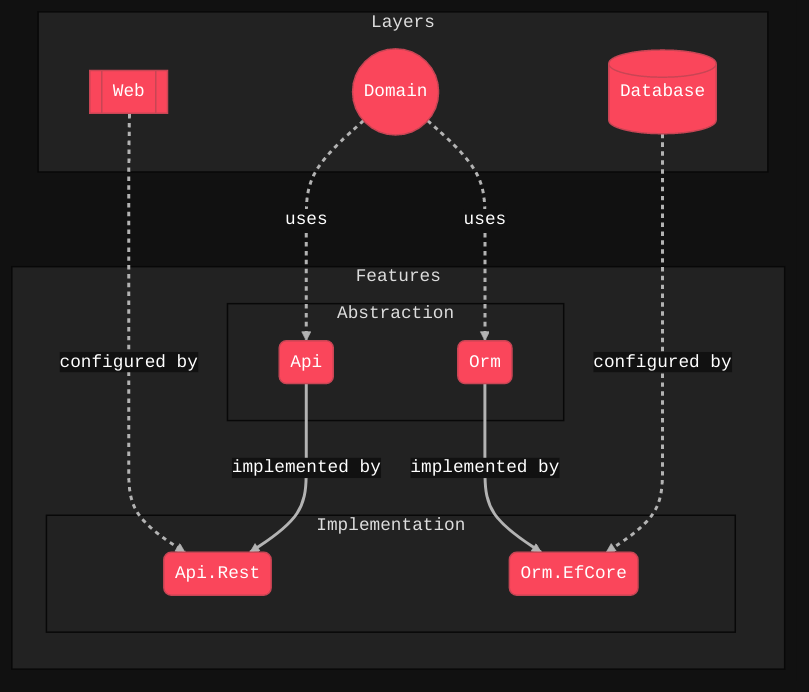 Layers
Web
Domain
Database
uses
uses
Features
Abstraction
Api
Orm
configured by
configured by
implemented by
implemented by
Implementation
Api.Rest
Orm.EfCore